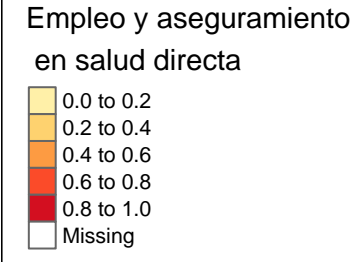 Empleo y aseguramiento
en salud directa
0.0 to 0.2
0.2 to 0.4
0.4 to 0.6
0.6 to 0.8
0.8 to 1.0
Missing